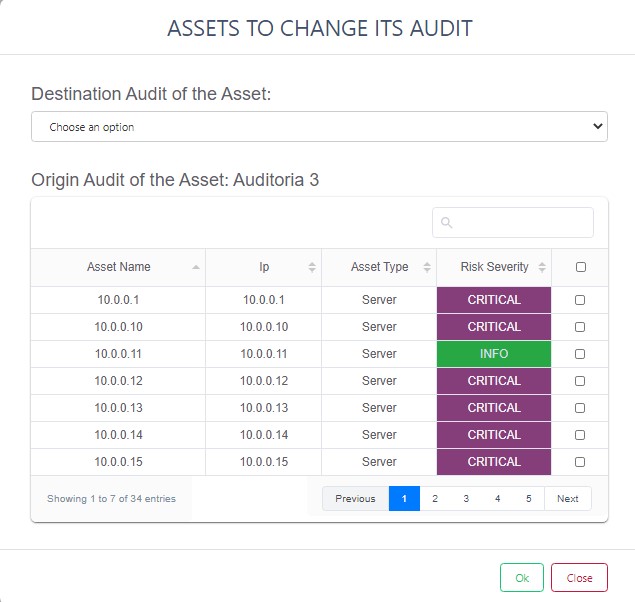 ASSETS TO CHANGE ITS AUDIT
Destination Audit of the Asset:
Choose an option
Origin Audit of the Asset: Auditoria 3
Asset Name Ip Asset Type Risk Severity
10.0.0.1 10.0.0.1 Server CRITICAL
10.0.0.10 10.0.0.10 Server CRITICAL
10.0.0.11 10.0.0.11 Server INFO
10.0.0.12 10.0.0.12 Server CRITICAL
10.0.0.13 10.0.0.13 Server CRITICAL
10.0.0.14 10.0.0.14 Server CRITICAL
10.0.0.15 10.0.0.15 Server CRITICAL
Showing 1 to 7 of 34 entries Previous 1 2 3 4 5 Next
Ok Close